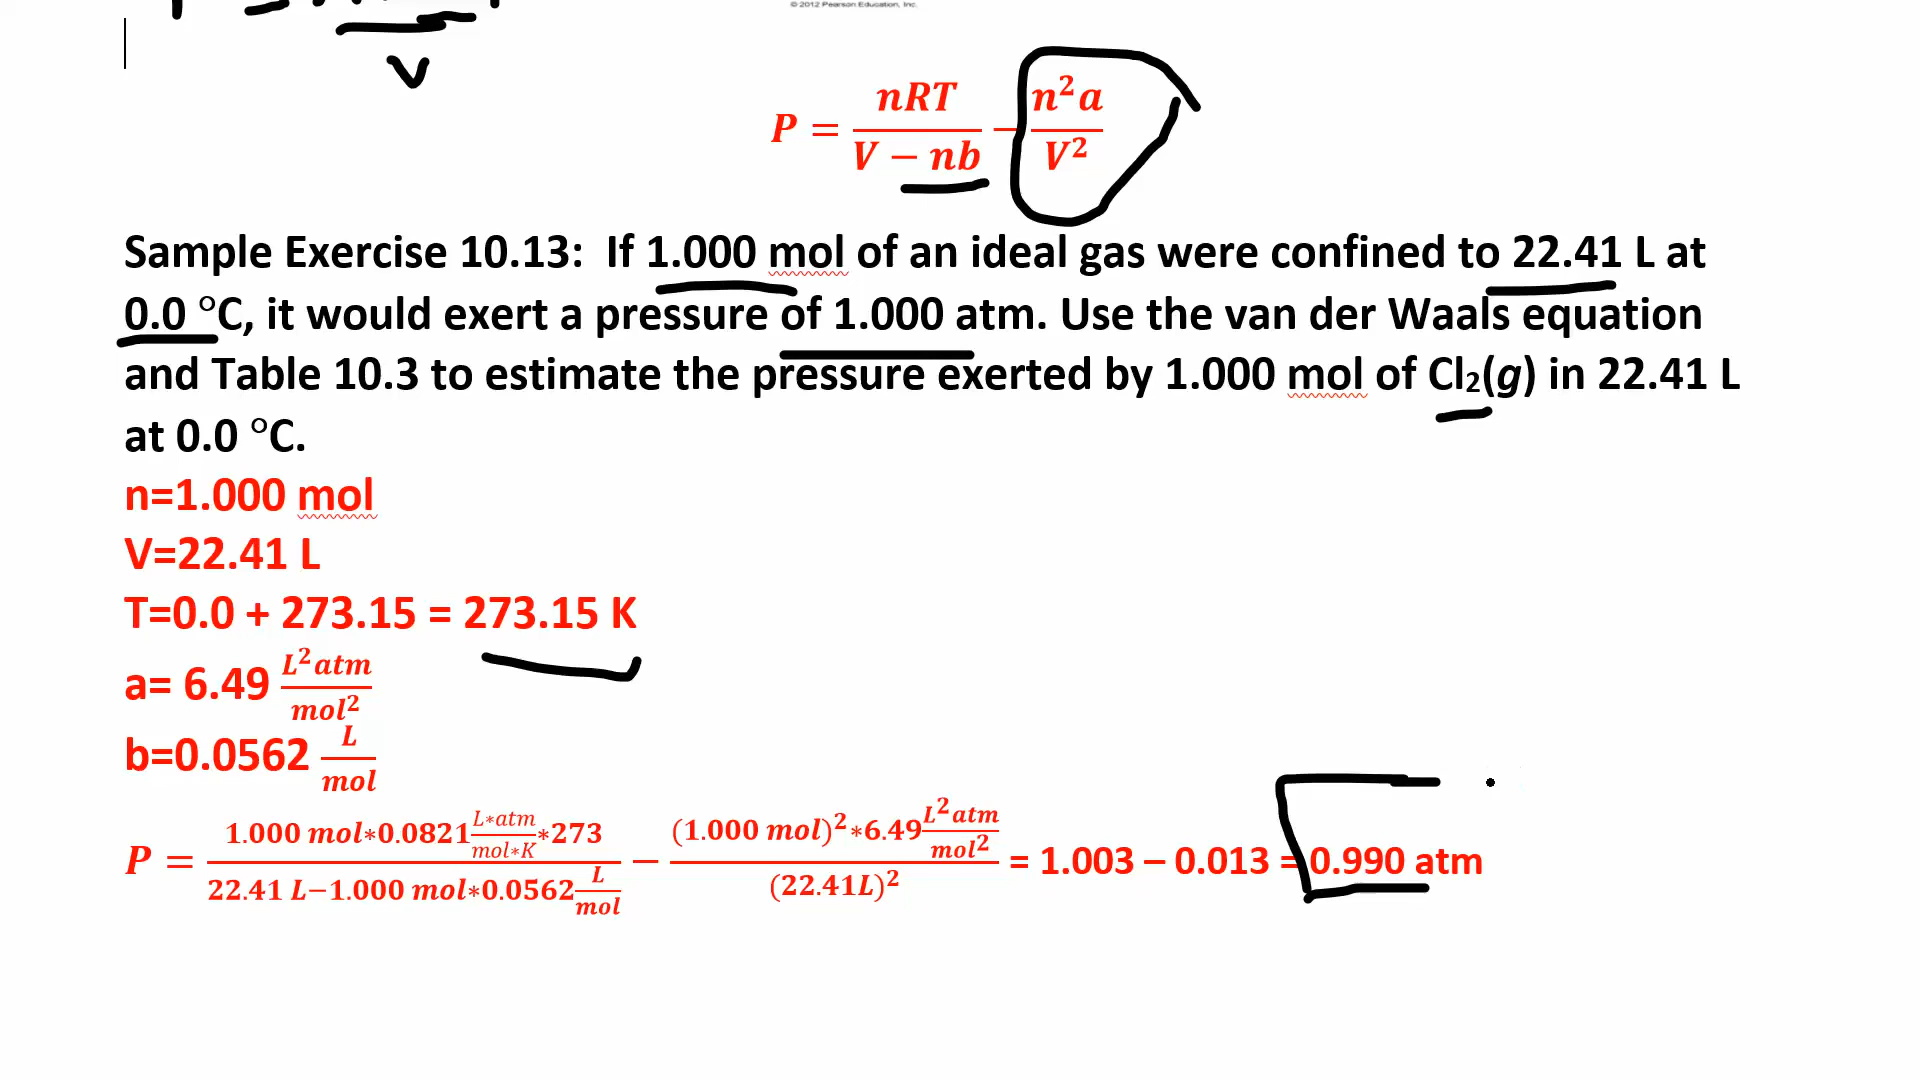 © 2012 Pearson Education, Inc.
V
P = nRT / (V − nb) − n²a / V²
Sample Exercise 10.13: If 1.000 mol of an ideal gas were confined to 22.41 L at
0.0 °C, it would exert a pressure of 1.000 atm. Use the van der Waals equation
and Table 10.3 to estimate the pressure exerted by 1.000 mol of Cl₂(g) in 22.41 L
at 0.0 °C.
n=1.000 mol
V=22.41 L
T=0.0 + 273.15 = 273.15 K
a= 6.49 L²atm / mol²
b=0.0562 L / mol
P = (1.000 mol∗0.0821 L∗atm / mol∗K ∗273) / (22.41 L−1.000 mol∗0.0562 L / mol) − ((1.000 mol)²∗6.49 L²atm / mol²) / (22.41L)² = 1.003 – 0.013 = 0.990 atm